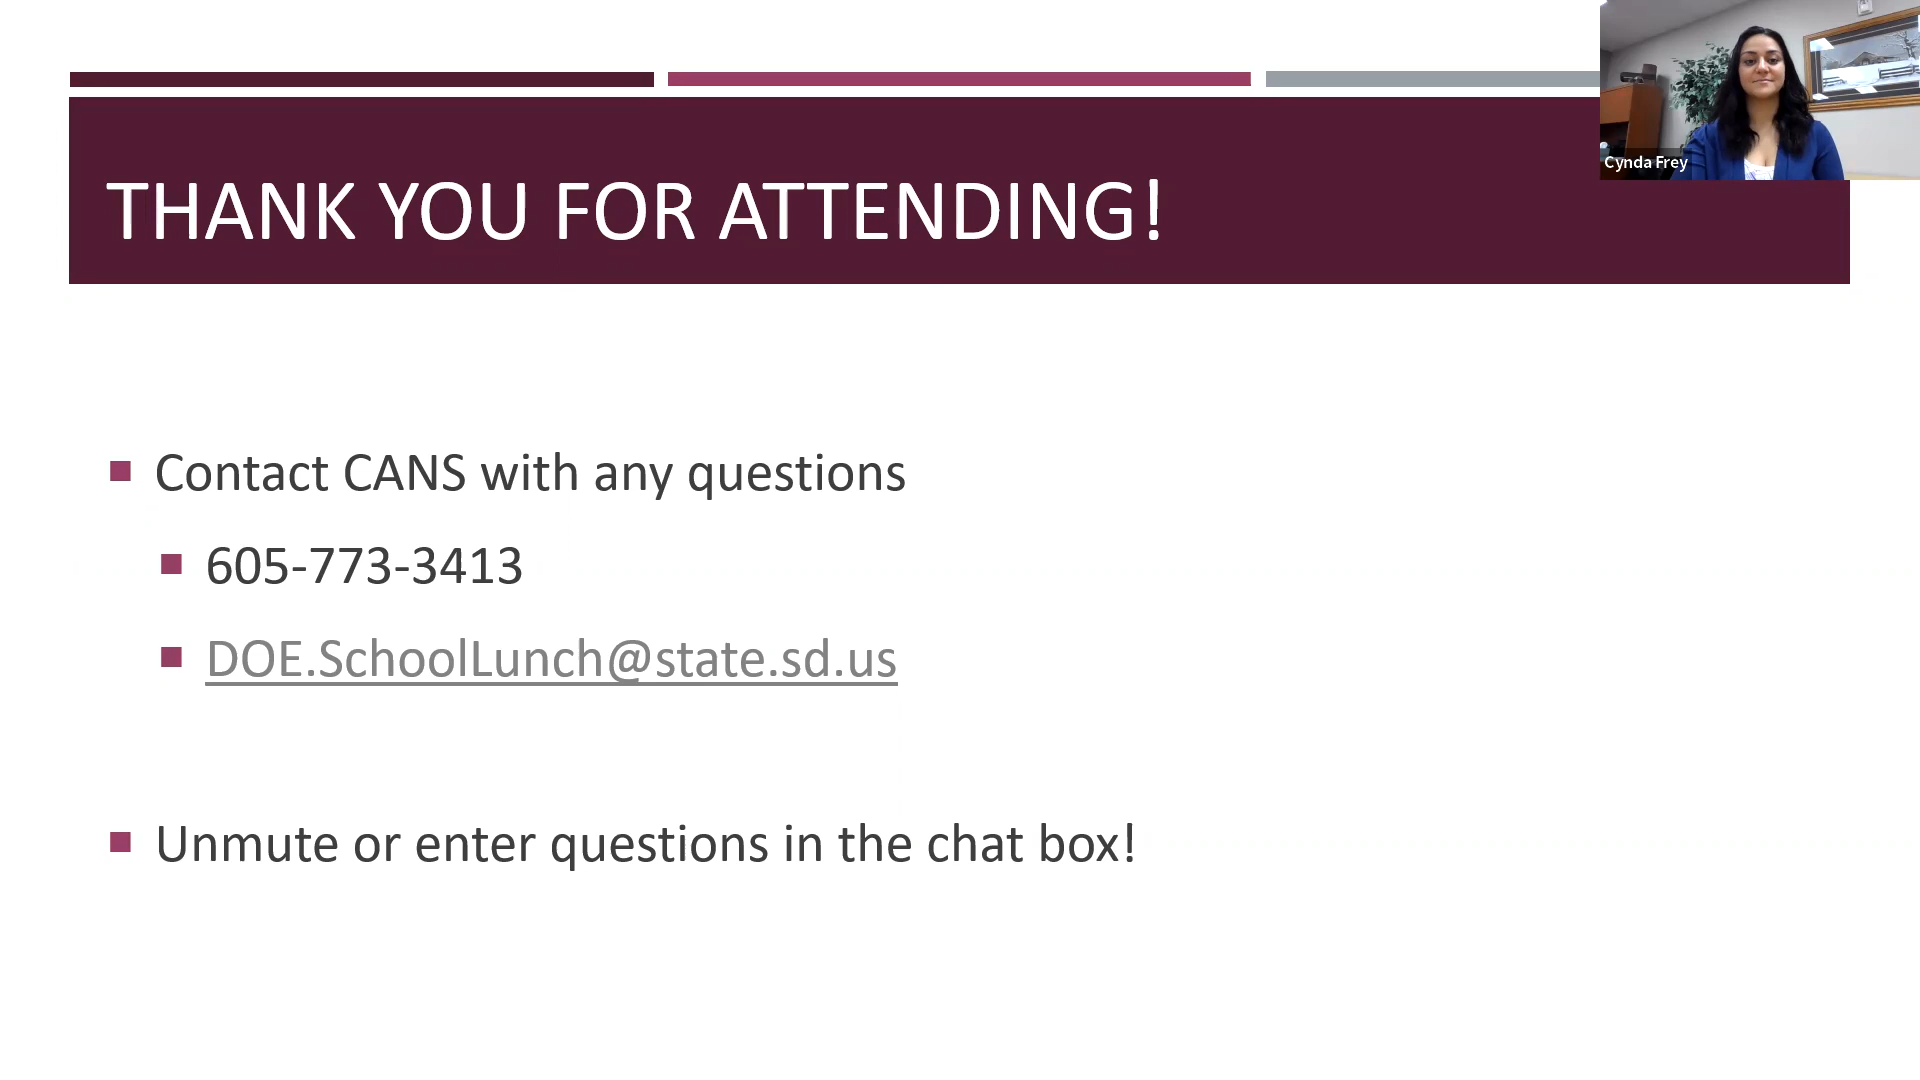 Cynda Frey
THANK YOU FOR ATTENDING!
Contact CANS with any questions
605-773-3413
DOE.SchoolLunch@state.sd.us
Unmute or enter questions in the chat box!